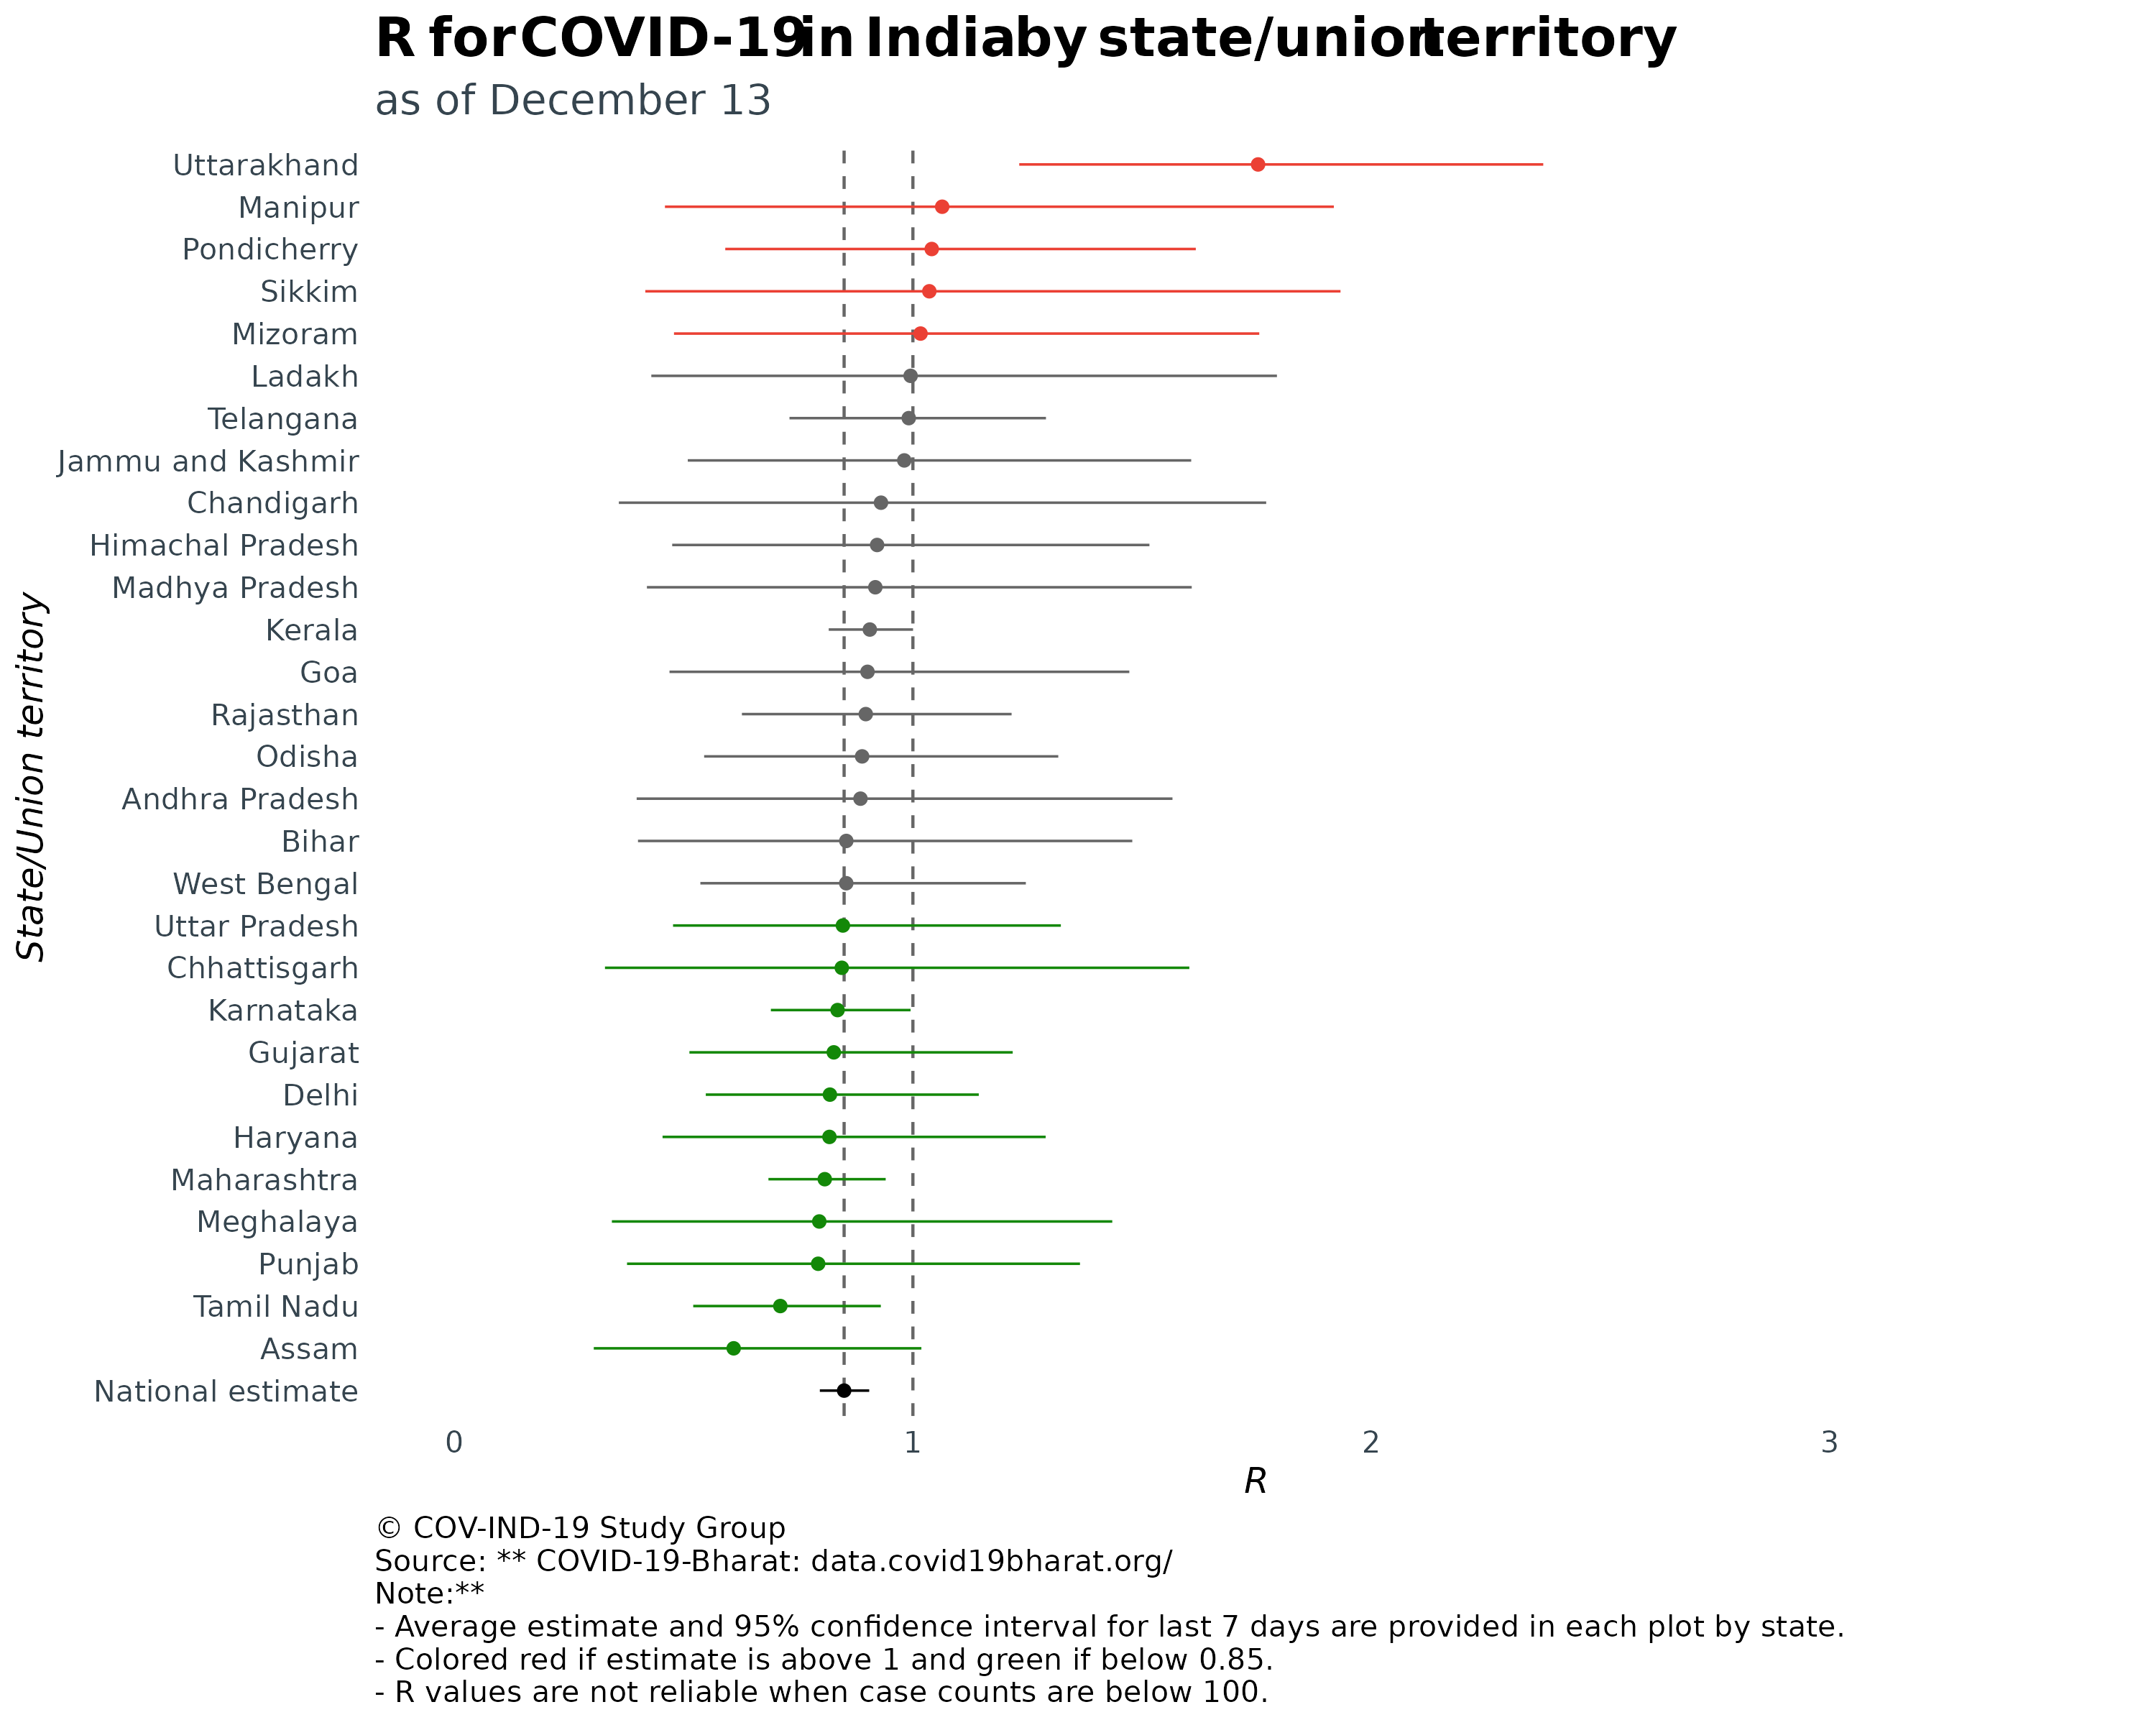 R for COVID-19 in India by state/union territory
as of December 13
Uttarakhand
Manipur
Pondicherry
Sikkim
Mizoram
Ladakh
Telangana
Jammu and Kashmir
Chandigarh
Himachal Pradesh
Madhya Pradesh
Kerala
Goa
Rajasthan
Odisha
Andhra Pradesh
Bihar
West Bengal
Uttar Pradesh
Chhattisgarh
Karnataka
Gujarat
Delhi
Haryana
Maharashtra
Meghalaya
Punjab
Tamil Nadu
Assam
National estimate
State/Union territory
0 1 2 3
R
© COV-IND-19 Study Group
Source: ** COVID-19-Bharat: data.covid19bharat.org/
Note:**
- Average estimate and 95% confidence interval for last 7 days are provided in each plot by state.
- Colored red if estimate is above 1 and green if below 0.85.
- R values are not reliable when case counts are below 100.